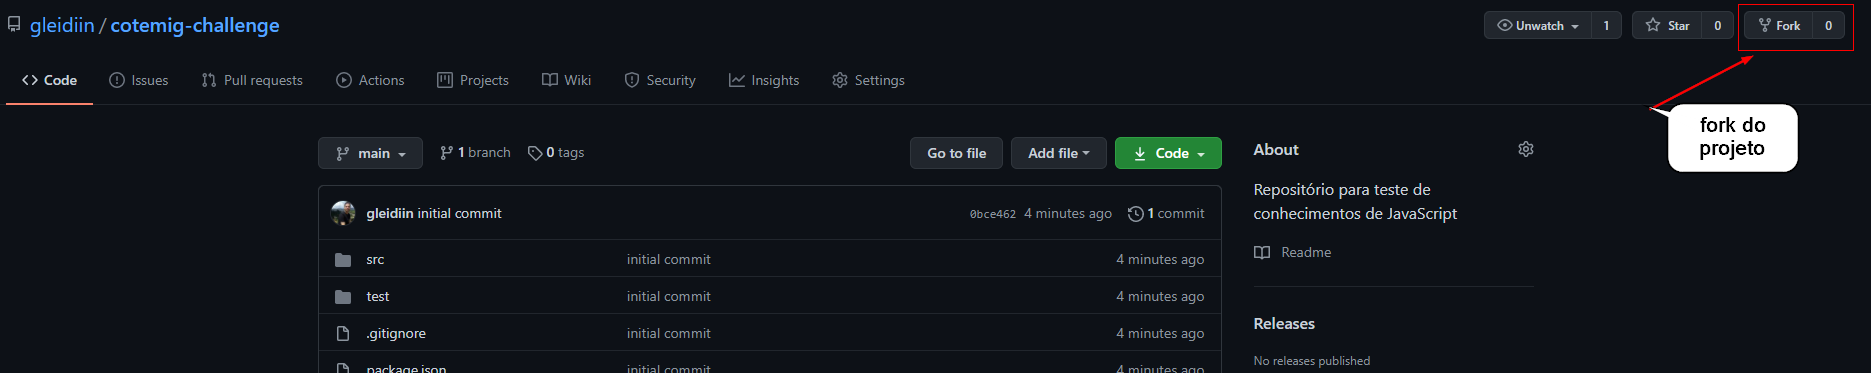 gleidiin / cotemig-challenge
Unwatch 1 Star 0 Fork 0
Code Issues Pull requests Actions Projects Wiki Security Insights Settings
fork do
projeto
main 1 branch 0 tags Go to file Add file Code
gleidiin initial commit 0bce462 4 minutes ago 1 commit
src initial commit 4 minutes ago
test initial commit 4 minutes ago
.gitignore initial commit 4 minutes ago
package.json initial commit 4 minutes ago
About
Repositório para teste de
conhecimentos de JavaScript
Readme
Releases
No releases published